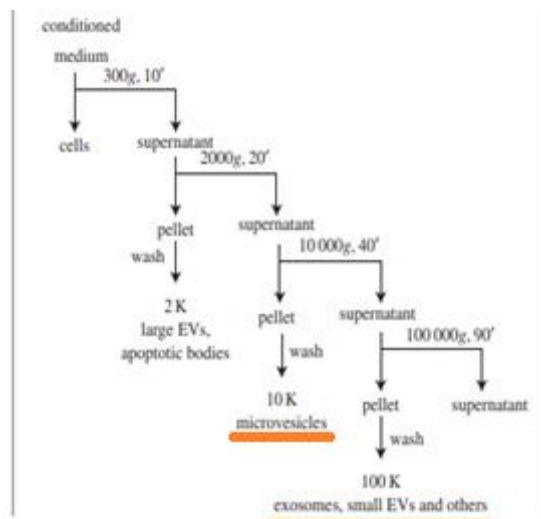 conditioned
medium
300g, 10′
cells
supernatant
2000g, 20′
pellet
supernatant
wash
10 000g, 40′
2 K
large EVs,
apoptotic bodies
pellet
supernatant
wash
100 000g, 90′
10 K
microvesicles
pellet
supernatant
wash
100 K
exosomes, small EVs and others